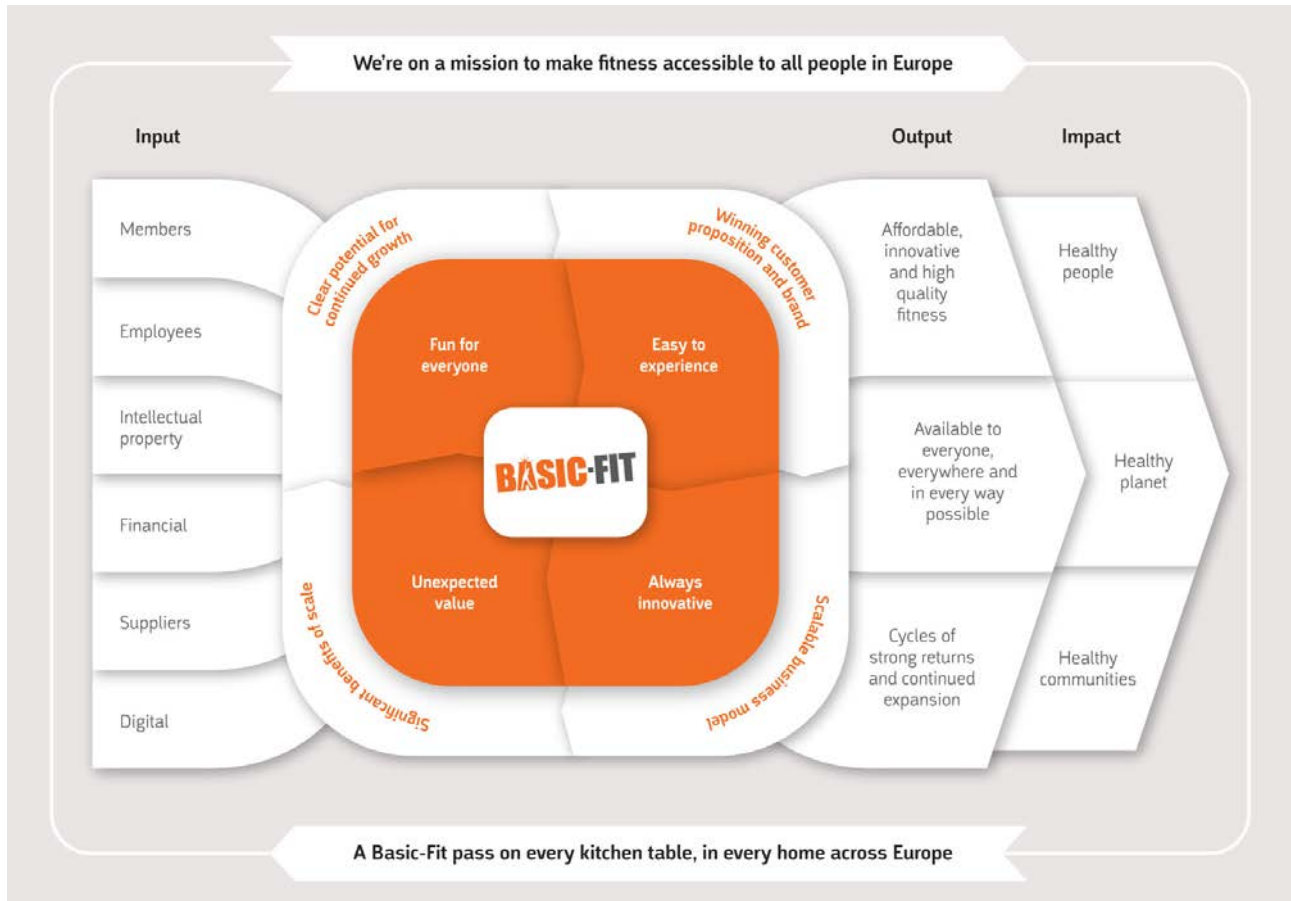 We're on a mission to make fitness accessible to all people in Europe
Input
Output
Impact
Members
Employees
Intellectual
property
Financial
Suppliers
Digital
Clear potential for
continued growth
Winning customer
proposition and brand
Significant benefits of scale
Scalable business model
Fun for
everyone
Easy to
experience
BASIC-FIT
Unexpected
value
Always
innovative
Affordable,
innovative
and high
quality
fitness
Available to
everyone,
everywhere and
in every way
possible
Cycles of
strong returns
and continued
expansion
Healthy
people
Healthy
planet
Healthy
communities
A Basic-Fit pass on every kitchen table, in every home across Europe